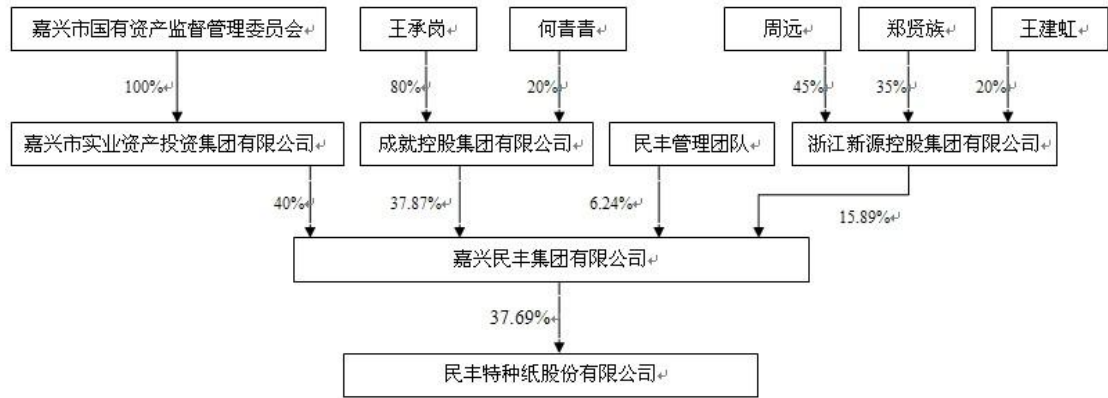 嘉兴市国有资产监督管理委员会
王承岗
何青青
周远
郑贤族
王建虹
100%
80%
20%
45%
35%
20%
嘉兴市实业资产投资集团有限公司
成就控股集团有限公司
民丰管理团队
浙江新源控股集团有限公司
40%
37.87%
6.24%
15.89%
嘉兴民丰集团有限公司
37.69%
民丰特种纸股份有限公司